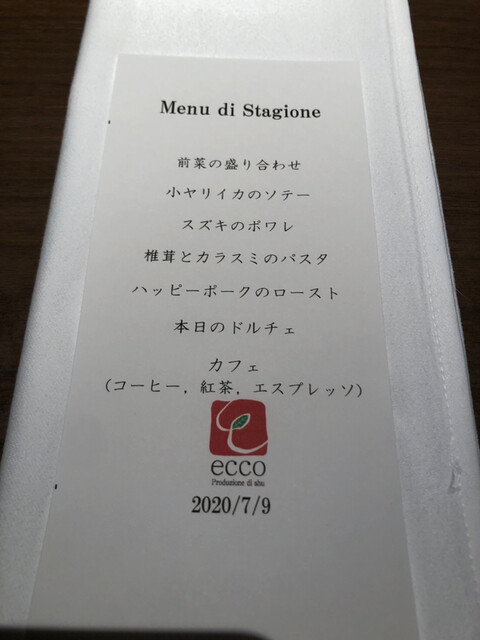 Menu di Stagione
前菜の盛り合わせ
小ヤリイカのソテー
スズキのポワレ
椎茸とカラスミのパスタ
ハッピーポークのロースト
本日のドルチェ
カフェ
(コーヒー, 紅茶, エスプレッソ)
ecco
Produzione di shu
2020/7/9